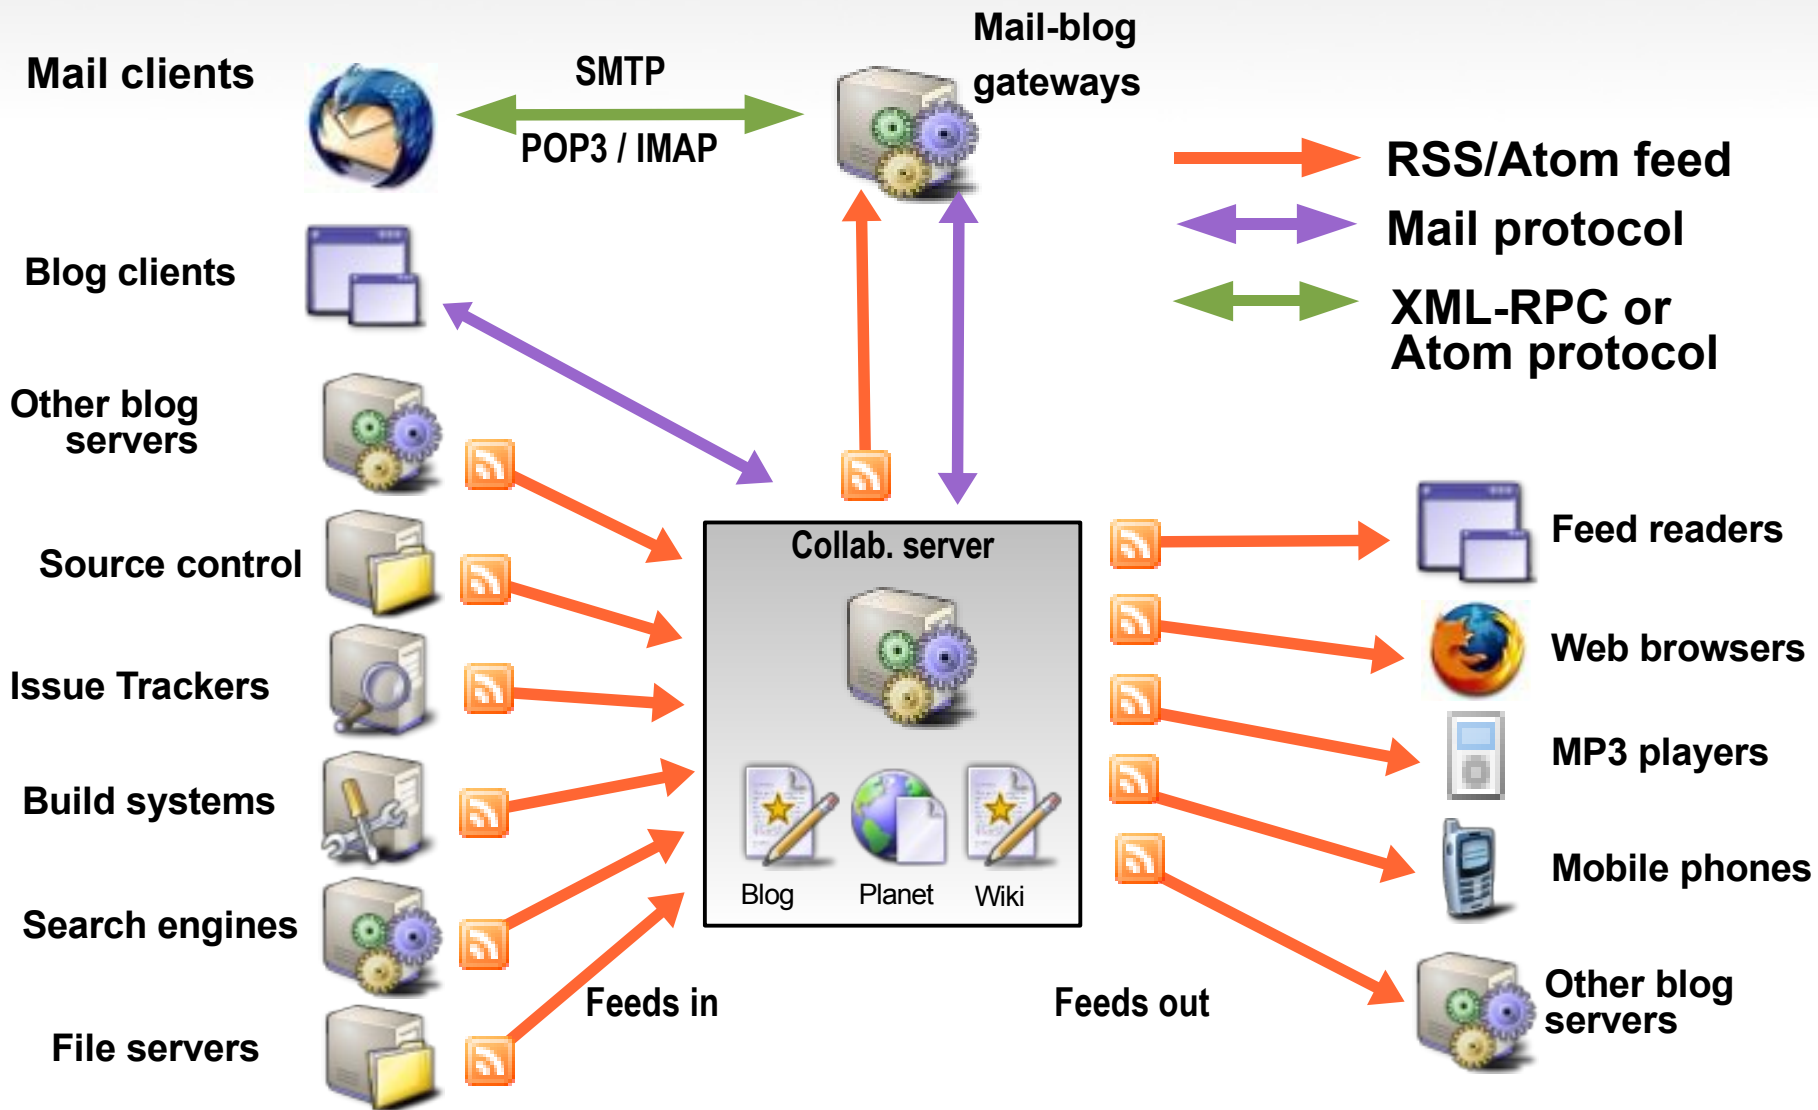 Mail clients
SMTP
POP3 / IMAP
Mail-blog
gateways
RSS/Atom feed
Mail protocol
XML-RPC or
Atom protocol
Blog clients
Other blog
servers
Source control
Issue Trackers
Build systems
Search engines
File servers
Feeds in
Collab. server
Blog
Planet
Wiki
Feeds out
Feed readers
Web browsers
MP3 players
Mobile phones
Other blog
servers